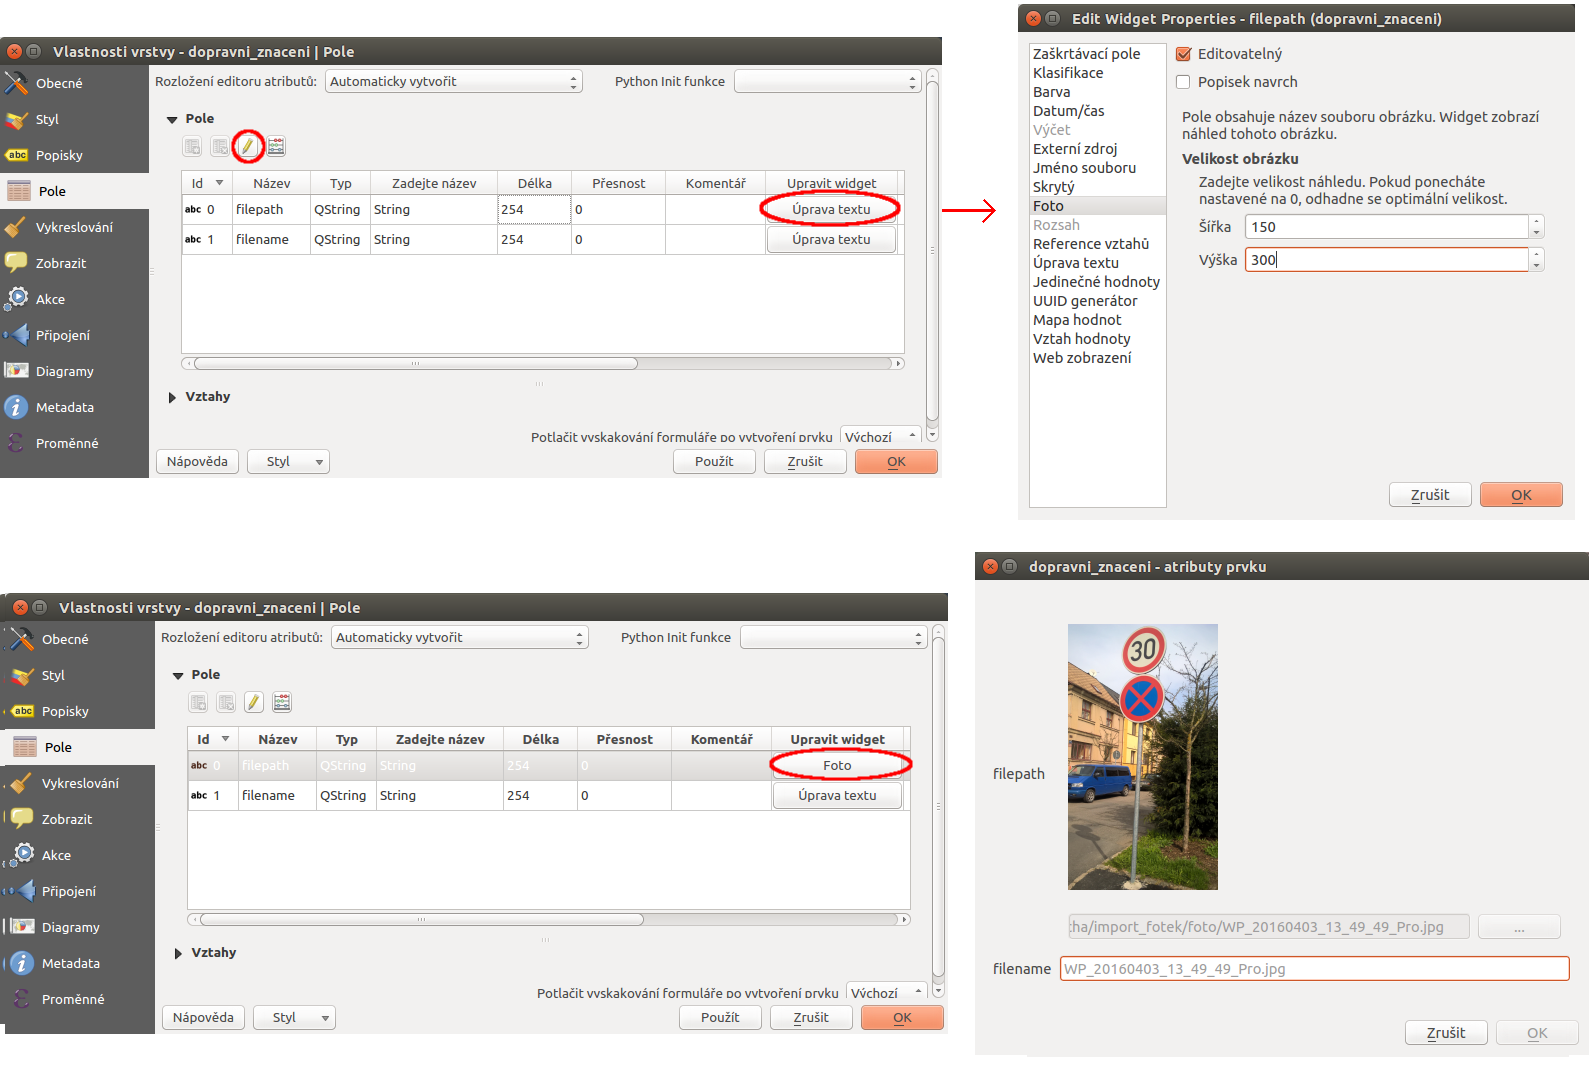 Vlastnosti vrstvy - dopravni_znaceni | Pole
Obecné
Styl
Popisky
Pole
Vykreslování
Zobrazit
Akce
Připojení
Diagramy
Metadata
Proměnné
Rozložení editoru atributů: Automaticky vytvořit Python Init funkce
Pole
Id Název Typ Zadejte název Délka Přesnost Komentář Upravit widget
abc 0 filepath QString String 254 0 Úprava textu
abc 1 filename QString String 254 0 Úprava textu
Vztahy
Potlačit vyskakování formuláře po vytvoření prvku Výchozí
Nápověda Styl Použít Zrušit OK
Edit Widget Properties - filepath (dopravni_znaceni)
Zaškrtávací pole
Klasifikace
Barva
Datum/čas
Výčet
Externí zdroj
Jméno souboru
Skrytý
Foto
Rozsah
Reference vztahů
Úprava textu
Jedinečné hodnoty
UUID generátor
Mapa hodnot
Vztah hodnoty
Web zobrazení
Editovatelný
Popisek navrch
Pole obsahuje název souboru obrázku. Widget zobrazí
náhled tohoto obrázku.
Velikost obrázku
Zadejte velikost náhledu. Pokud ponecháte
nastavené na 0, odhadne se optimální velikost.
Šířka 150
Výška 300
Zrušit OK
Vlastnosti vrstvy - dopravni_znaceni | Pole
Obecné
Styl
abc Popisky
Pole
Vykreslování
Zobrazit
Akce
Připojení
Diagramy
Metadata
Proměnné
Rozložení editoru atributů: Automaticky vytvořit Python Init funkce
Pole
Id Název Typ Zadejte název Délka Přesnost Komentář Upravit widget
abc 0 filepath QString String 254 0 Foto
abc 1 filename QString String 254 0 Úprava textu
Vztahy
Potlačit vyskakování formuláře po vytvoření prvku Výchozí
Nápověda Styl Použít Zrušit OK
dopravni_znaceni - atributy prvku
30
filepath
:ha/import_fotek/foto/WP_20160403_13_49_49_Pro.jpg ...
filename WP_20160403_13_49_49_Pro.jpg
Zrušit OK